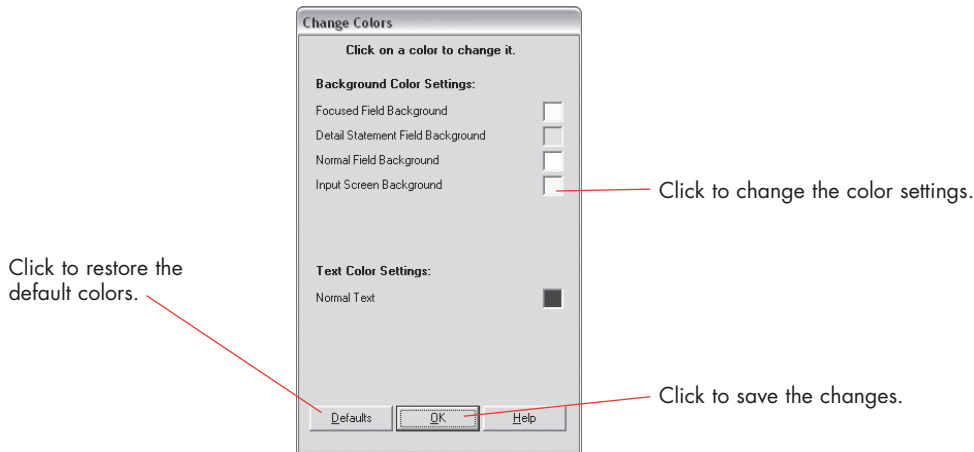 Change Colors
Click on a color to change it.
Background Color Settings:
Focused Field Background
Detail Statement Field Background
Normal Field Background
Input Screen Background
Click to change the color settings.
Click to restore the
default colors.
Text Color Settings:
Normal Text
Click to save the changes.
Defaults
OK
Help